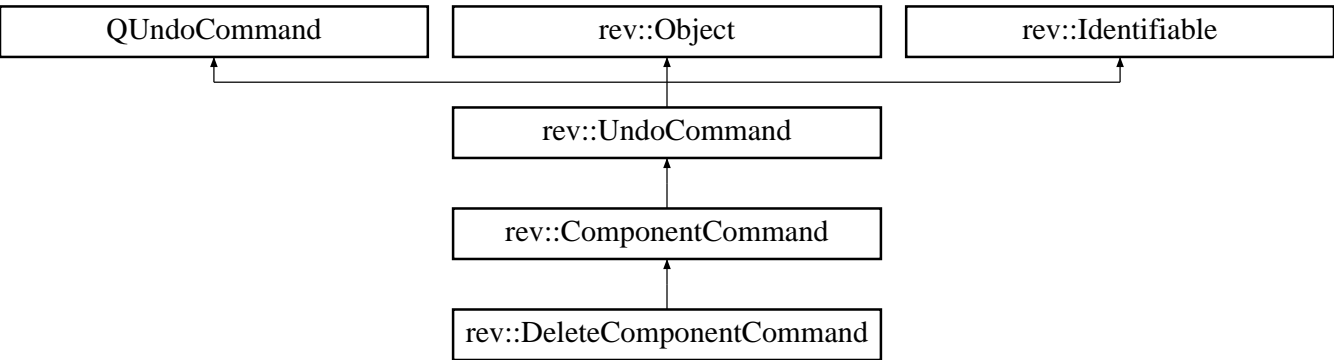 QUndoCommand
rev::Object
rev::Identifiable
rev::UndoCommand
rev::ComponentCommand
rev::DeleteComponentCommand